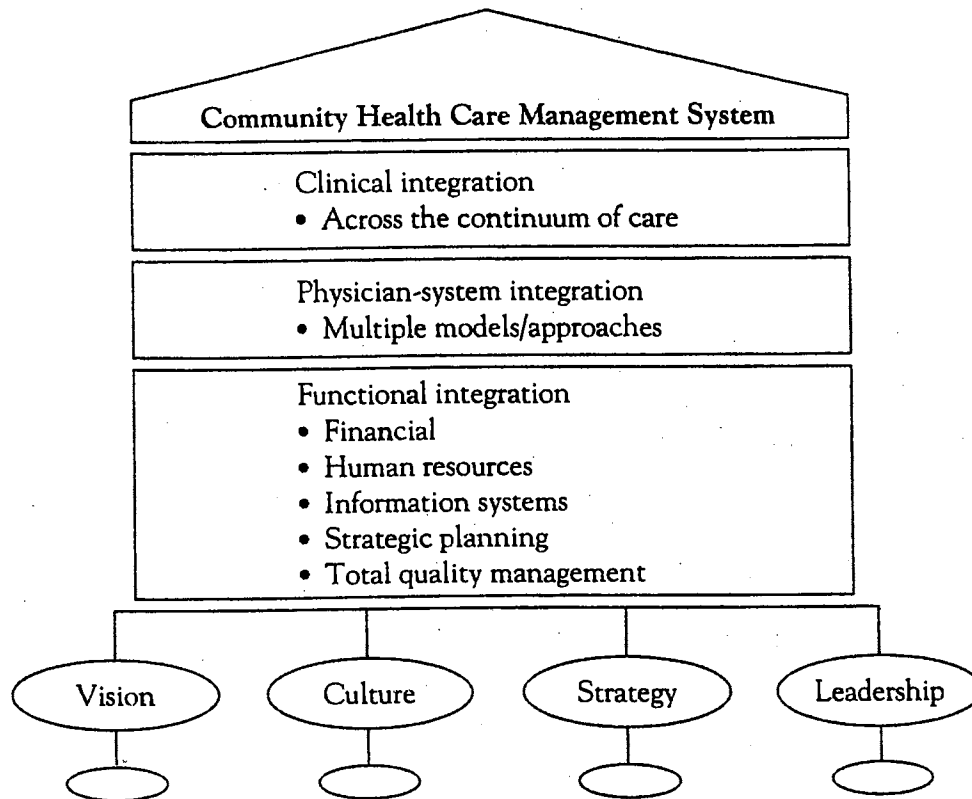 Community Health Care Management System
Clinical integration
• Across the continuum of care
Physician-system integration
• Multiple models/approaches
Functional integration
• Financial
• Human resources
• Information systems
• Strategic planning
• Total quality management
Vision
Culture
Strategy
Leadership